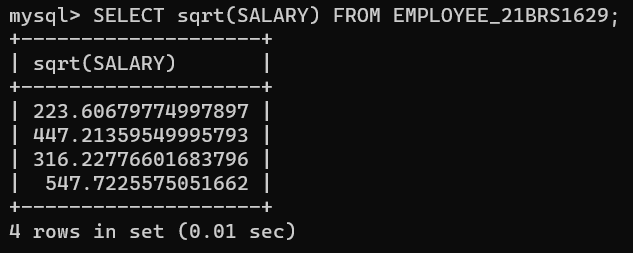 mysql> SELECT sqrt(SALARY) FROM EMPLOYEE_21BRS1629;
+--------------------+
| sqrt(SALARY)       |
+--------------------+
| 223.60679774997897 |
| 447.21359549995793 |
| 316.22776601683796 |
|  547.7225575051662 |
+--------------------+
4 rows in set (0.01 sec)